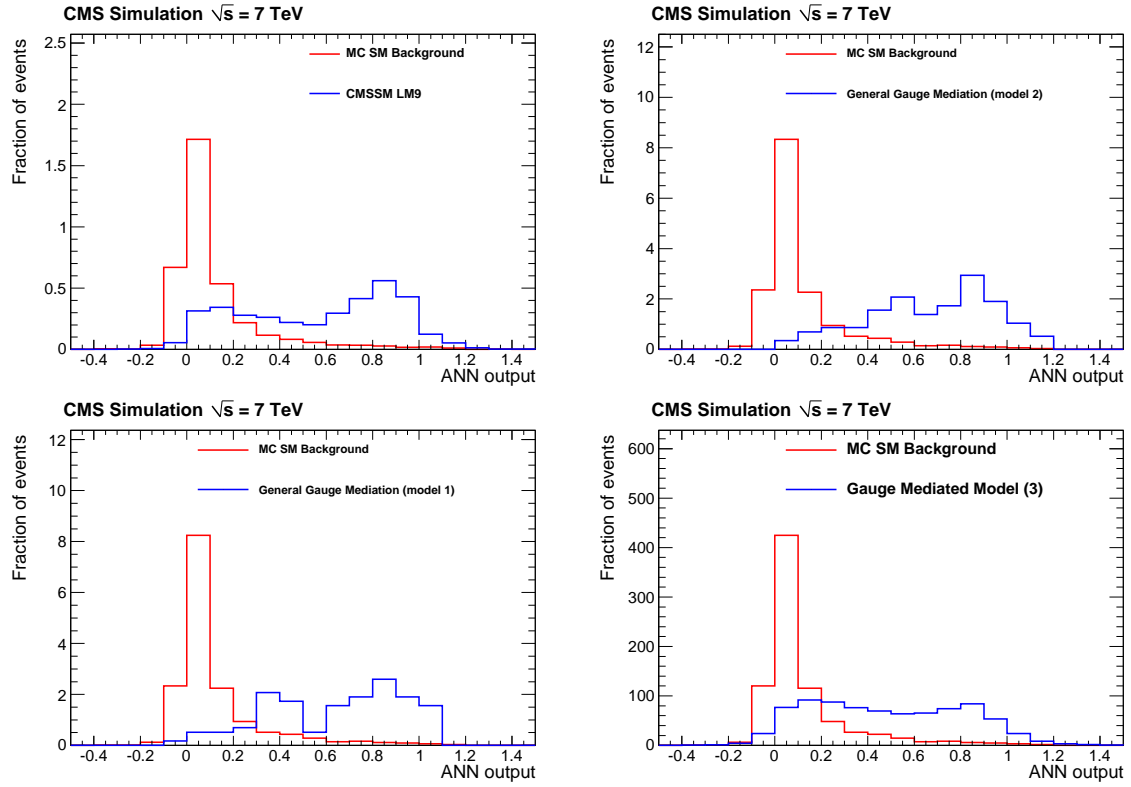 CMS Simulation √s = 7 TeV
Fraction of events
2.5
2
1.5
1
0.5
0
MC SM Background
CMSSM LM9
-0.4 -0.2 0 0.2 0.4 0.6 0.8 1 1.2 1.4
ANN output
CMS Simulation √s = 7 TeV
Fraction of events
12
10
8
6
4
2
0
MC SM Background
General Gauge Mediation (model 2)
-0.4 -0.2 0 0.2 0.4 0.6 0.8 1 1.2 1.4
ANN output
CMS Simulation √s = 7 TeV
Fraction of events
12
10
8
6
4
2
0
MC SM Background
General Gauge Mediation (model 1)
-0.4 -0.2 0 0.2 0.4 0.6 0.8 1 1.2 1.4
ANN output
CMS Simulation √s = 7 TeV
Fraction of events
600
500
400
300
200
100
0
MC SM Background
Gauge Mediated Model (3)
-0.4 -0.2 0 0.2 0.4 0.6 0.8 1 1.2 1.4
ANN output